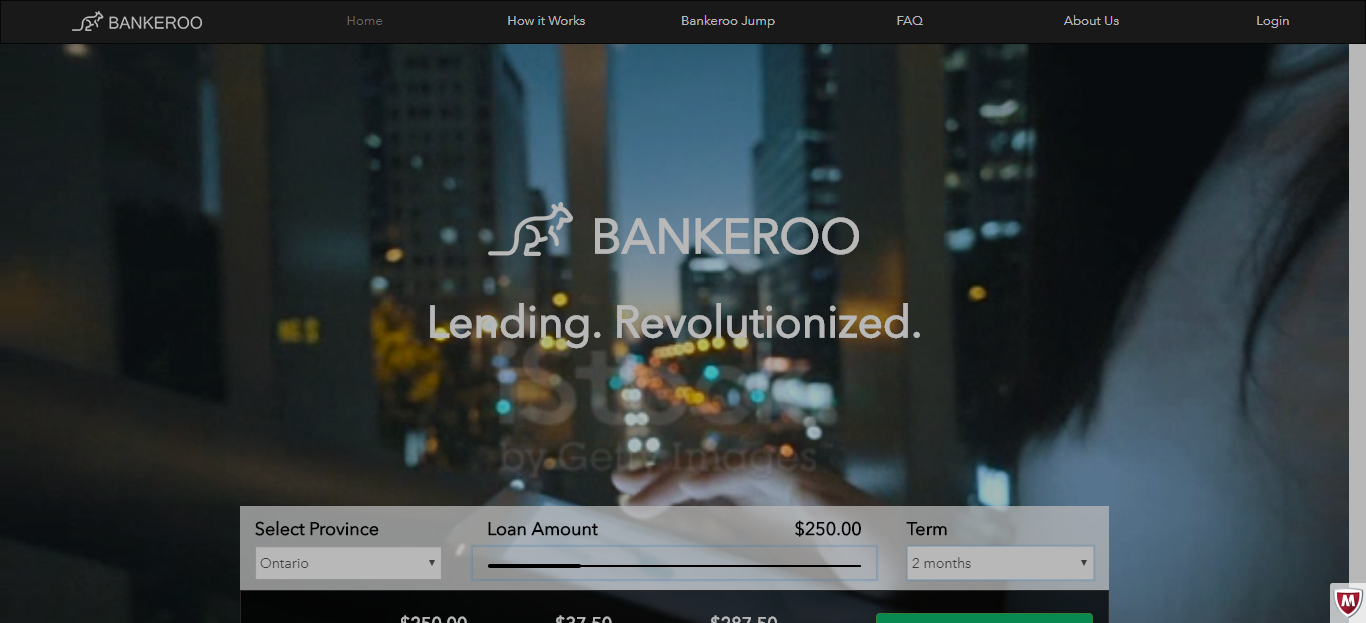 BANKEROO
Home
How it Works
Bankeroo Jump
FAQ
About Us
Login
BANKEROO
Lending. Revolutionized.
iStock
by Getty Images
Select Province
Loan Amount
$250.00
Term
Ontario
2 months
$250.00
$37.50
$287.50